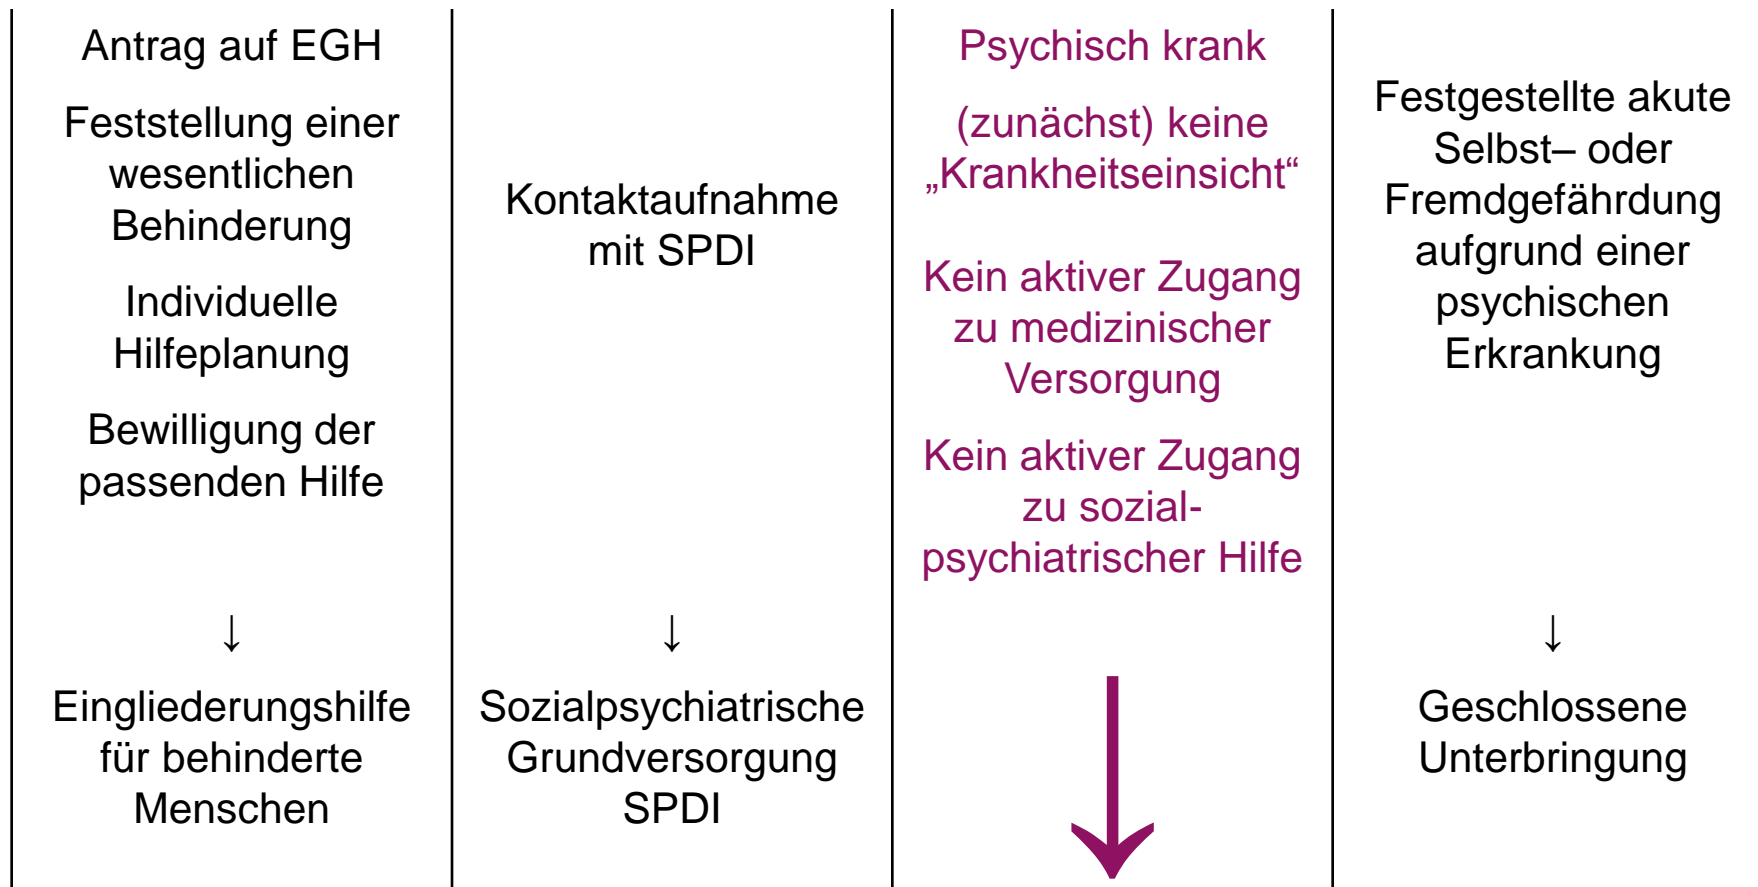 Antrag auf EGH
Feststellung einer
wesentlichen
Behinderung
Individuelle
Hilfeplanung
Bewilligung der
passenden Hilfe
↓
Eingliederungshilfe
für behinderte
Menschen
Kontaktaufnahme
mit SPDI
↓
Sozialpsychiatrische
Grundversorgung
SPDI
Psychisch krank
(zunächst) keine
„Krankheitseinsicht“
Kein aktiver Zugang
zu medizinischer
Versorgung
Kein aktiver Zugang
zu sozial-
psychiatrischer Hilfe
Festgestellte akute
Selbst– oder
Fremdgefährdung
aufgrund einer
psychischen
Erkrankung
↓
Geschlossene
Unterbringung